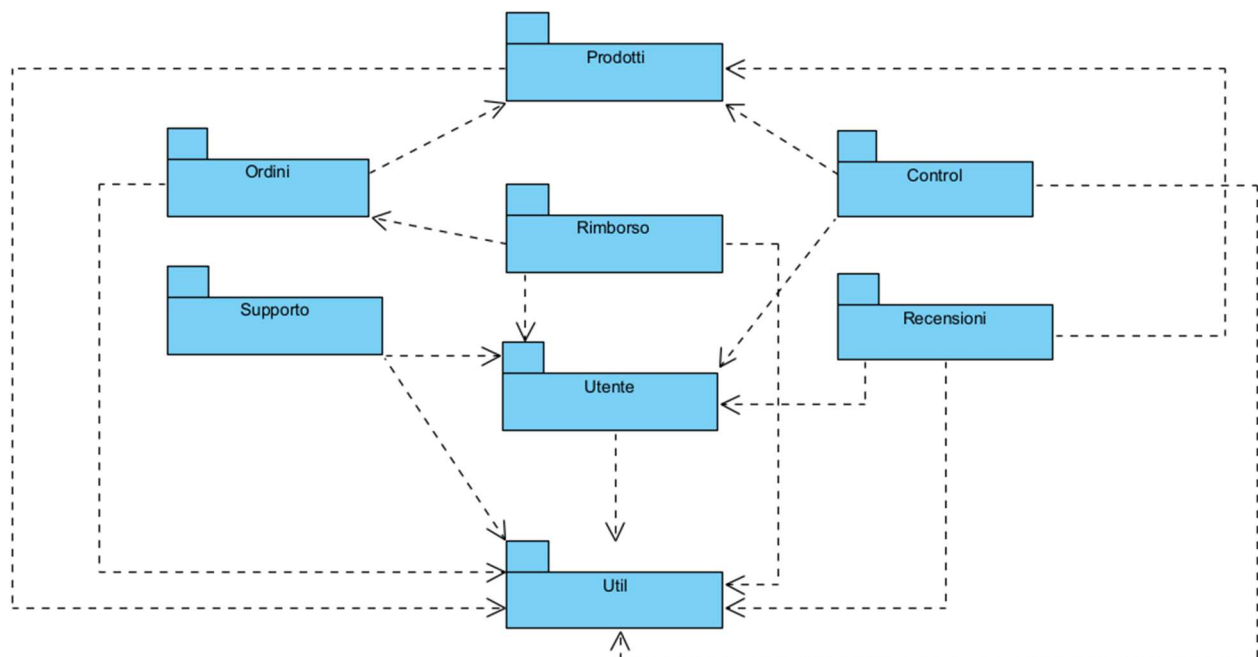 Prodotti
Ordini
Control
Rimborso
Supporto
Recensioni
Utente
Util